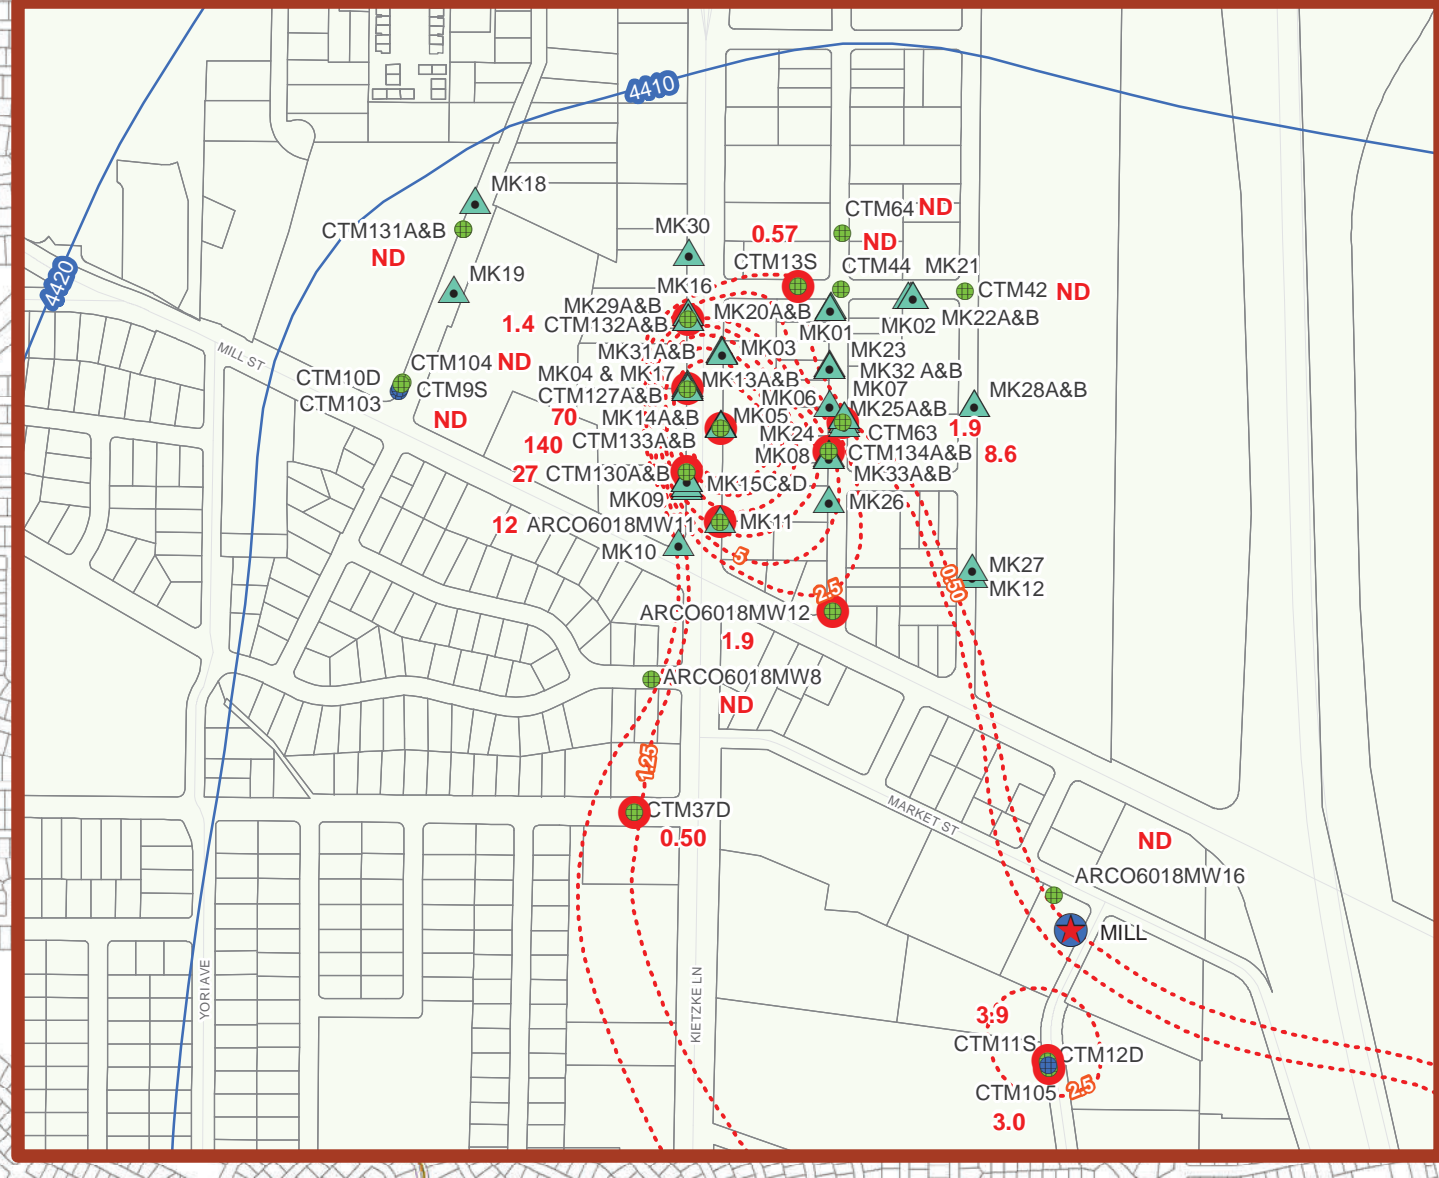 4410
MK18
CTM64 ND
CTM131A&B
MK30
0.57
ND
ND
CTM13S
CTM44
MK21
MK19
4420
MK16
CTM42 ND
MK29A&B
MK20A&B
MK22A&B
1.4 CTM132A&B
MK01
MK02
MILL ST
MK31A&B
MK03
MK23
CTM104 ND
MK04 & MK17
MK32 A&B
CTM10D
CTM9S
MK13A&B
MK07
MK28A&B
CTM103
CTM127A&B
MK06
ND
70
MK14A&B
MK05
MK25A&B
1.9
MK24
CTM63
140 CTM133A&B
MK08
CTM134A&B
8.6
27 CTM130A&B
MK15C&D
MK33A&B
MK09
MK26
12 ARCO6018MW11
MK11
MK10
5
MK27
0.50
MK12
2.5
ARCO6018MW12
1.9
ARCO6018MW8
ND
1.25
CTM37D
0.50
MARKET ST
ND
ARCO6018MW16
MILL
YORI AVE
KIETZKE LN
3.9
CTM11S
CTM12D
CTM105
2.5
3.0